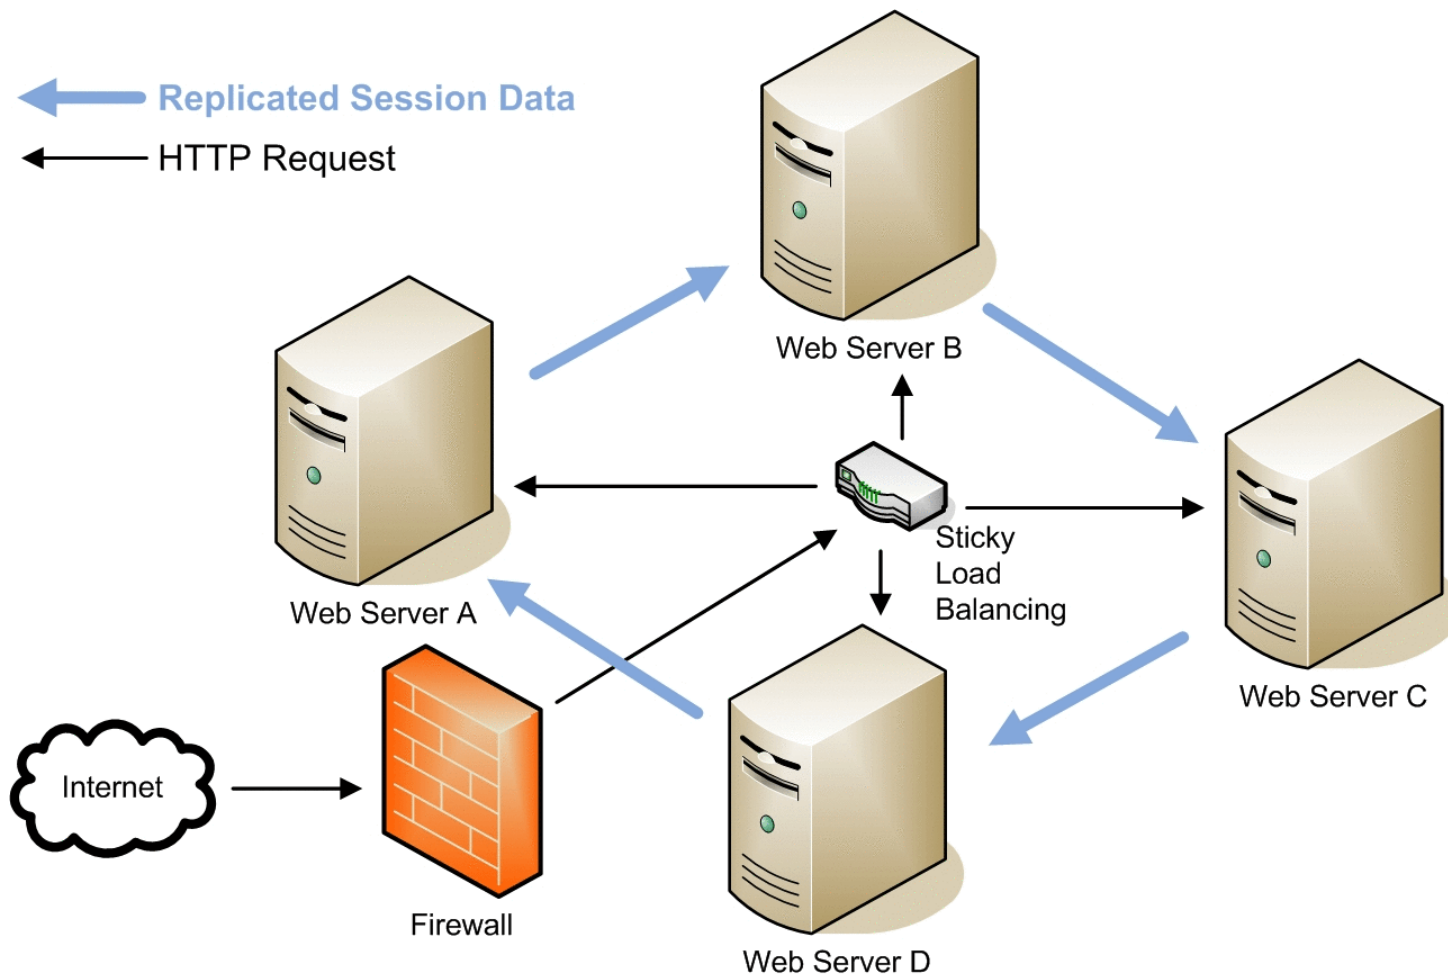 Replicated Session Data
HTTP Request
Web Server B
Sticky
Load
Balancing
Web Server A
Web Server C
Internet
Firewall
Web Server D